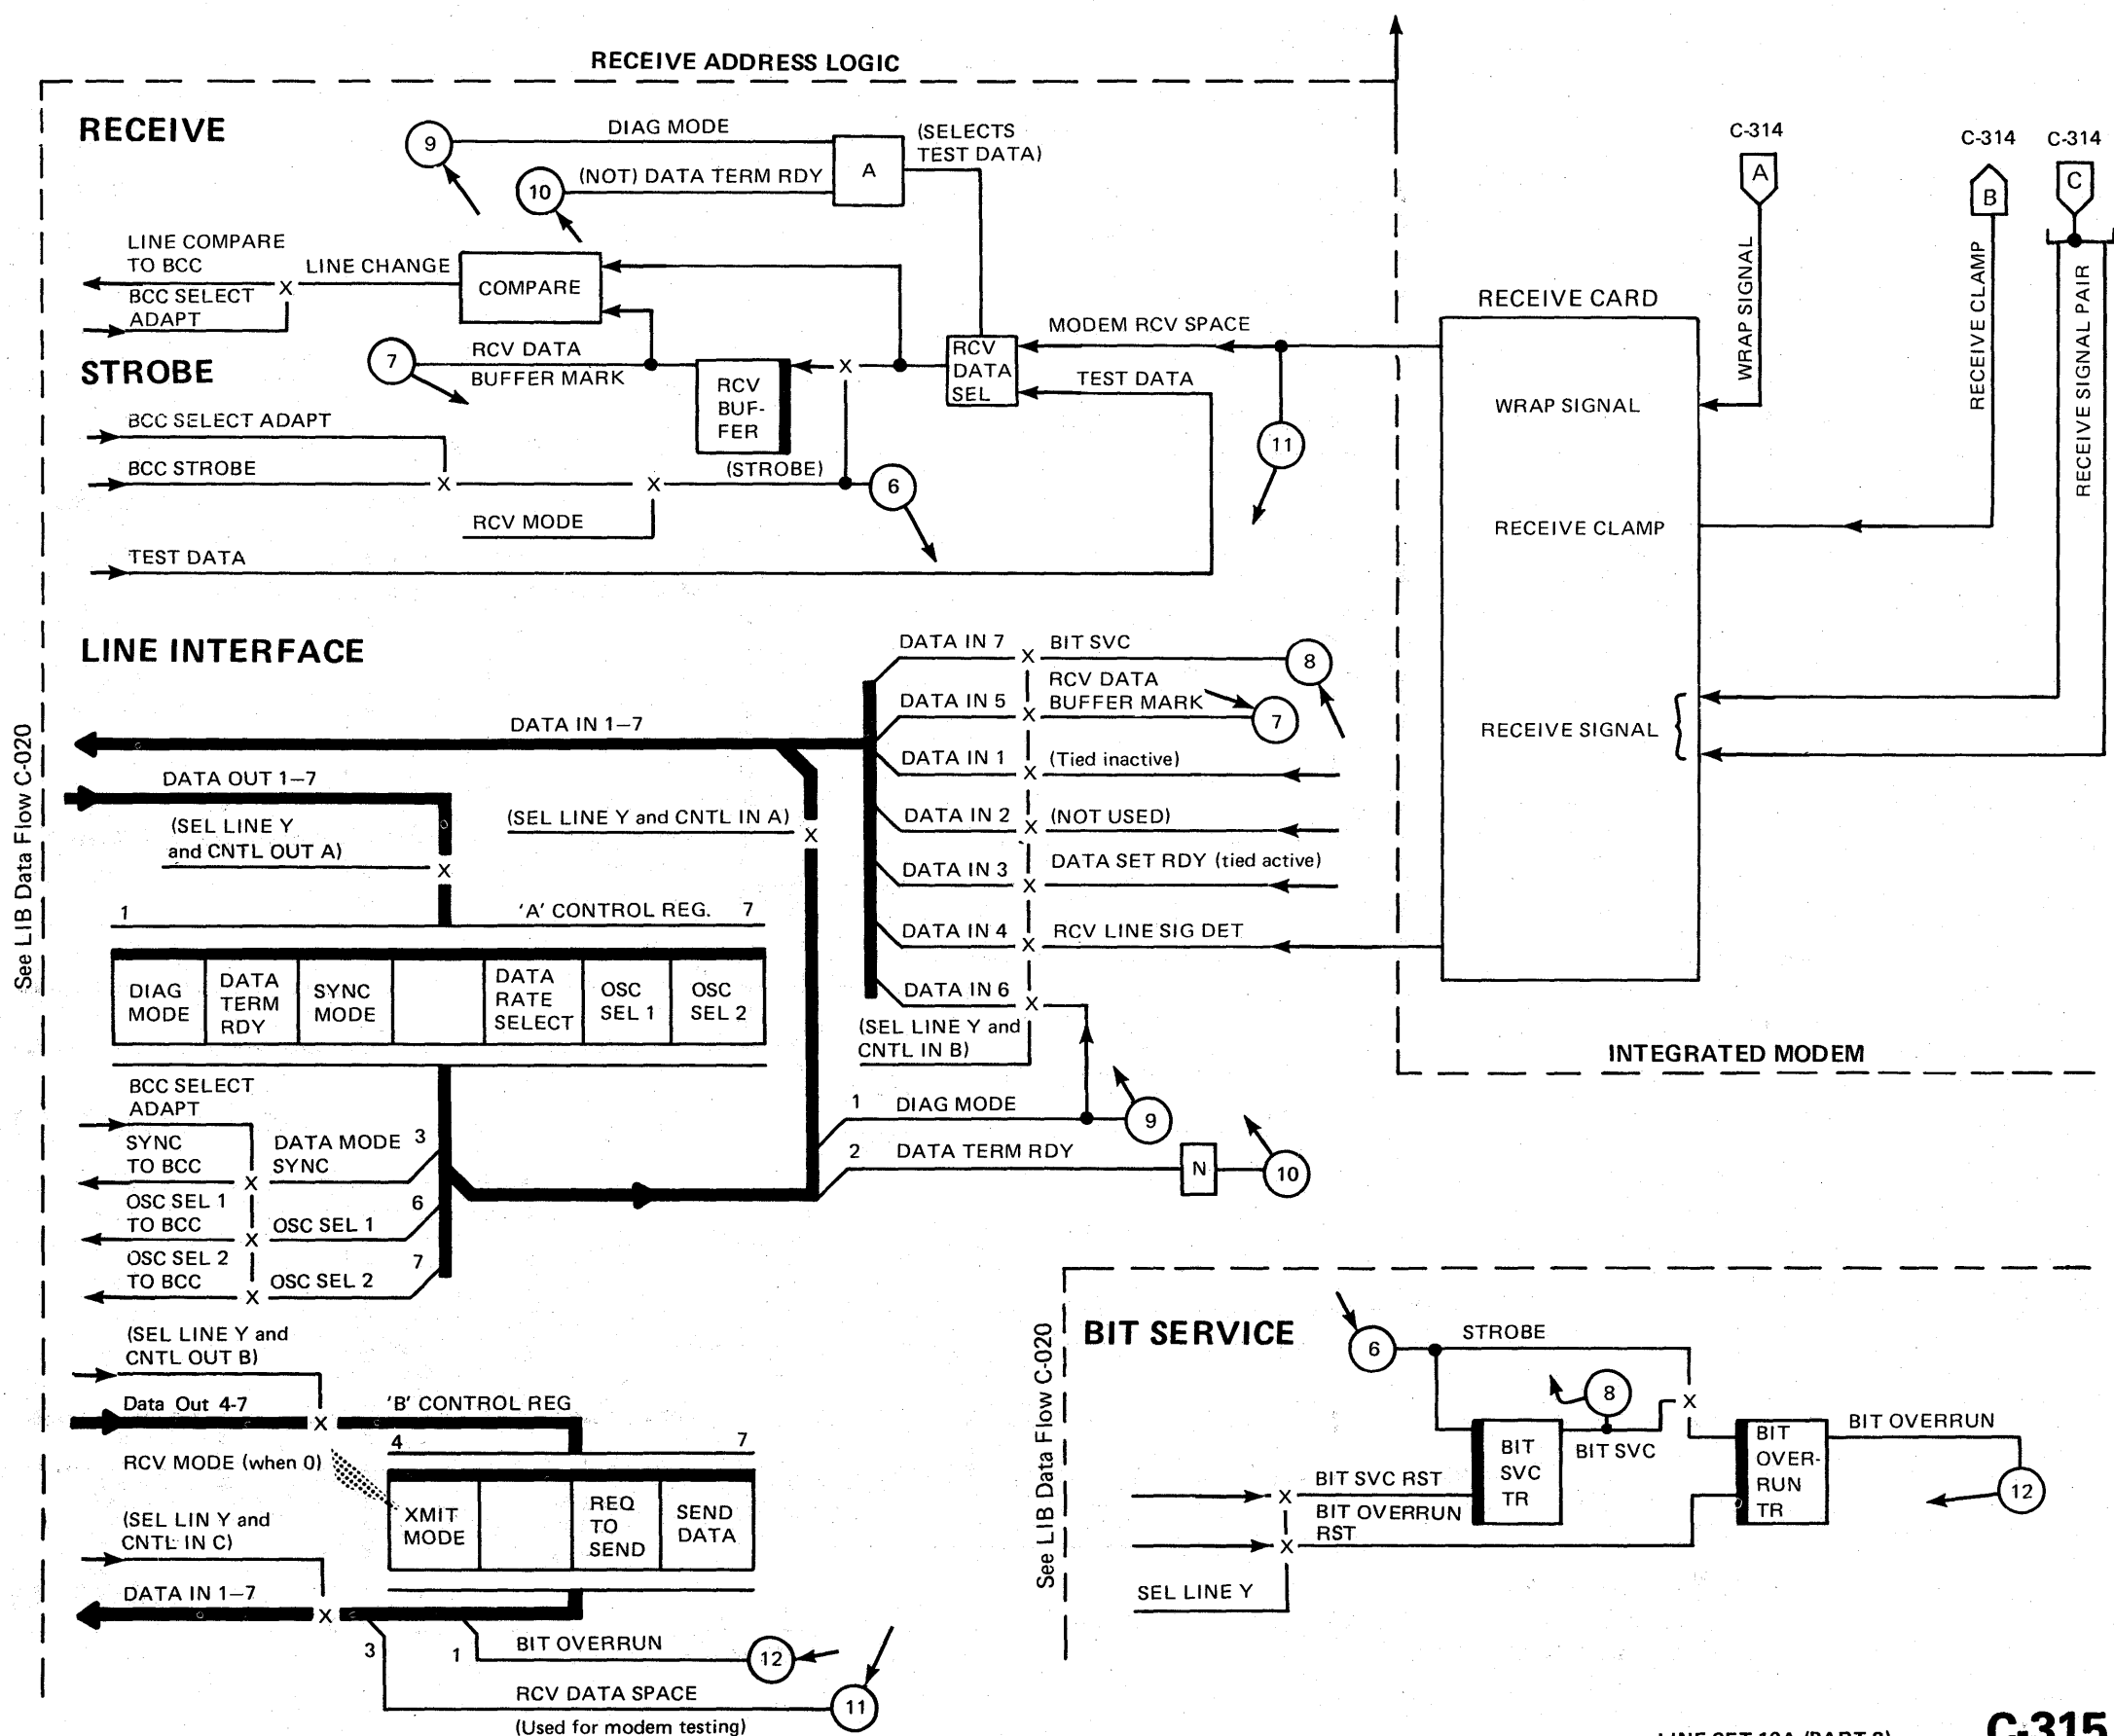 RECEIVE ADDRESS LOGIC
RECEIVE
9
DIAG MODE
10
(NOT) DATA TERM RDY
A
(SELECTS
TEST DATA)
LINE COMPARE
TO BCC
X
LINE CHANGE
BCC SELECT
ADAPT
COMPARE
STROBE
7
RCV DATA
BUFFER MARK
RCV
BUF-
FER
X
RCV
DATA
SEL
MODEM RCV SPACE
TEST DATA
11
BCC SELECT ADAPT
BCC STROBE
X
X
(STROBE)
6
RCV MODE
TEST DATA
C-314
A
WRAP SIGNAL
C-314
B
RECEIVE CLAMP
C-314
C
RECEIVE SIGNAL PAIR
RECEIVE CARD
WRAP SIGNAL
RECEIVE CLAMP
RECEIVE SIGNAL
INTEGRATED MODEM
See LIB Data Flow C-020
LINE INTERFACE
DATA IN 1–7
DATA OUT 1–7
(SEL LINE Y
and CNTL OUT A)
X
(SEL LINE Y and CNTL IN A)
X
DATA IN 7
X
BIT SVC
8
DATA IN 5
X
RCV DATA
BUFFER MARK
7
DATA IN 1
X
(Tied inactive)
DATA IN 2
X
(NOT USED)
DATA IN 3
X
DATA SET RDY (tied active)
DATA IN 4
X
RCV LINE SIG DET
DATA IN 6
X
(SEL LINE Y and
CNTL IN B)
1
'A' CONTROL REG.
7
DIAG
MODE
DATA
TERM
RDY
SYNC
MODE
DATA
RATE
SELECT
OSC
SEL 1
OSC
SEL 2
1
DIAG MODE
9
2
DATA TERM RDY
N
10
BCC SELECT
ADAPT
SYNC
TO BCC
X
DATA MODE
SYNC
3
OSC SEL 1
TO BCC
X
OSC SEL 1
6
OSC SEL 2
TO BCC
X
OSC SEL 2
7
(SEL LINE Y and
CNTL OUT B)
Data Out 4-7
X
'B' CONTROL REG
4
7
RCV MODE (when 0)
XMIT
MODE
REQ
TO
SEND
SEND
DATA
(SEL LIN Y and
CNTL IN C)
DATA IN 1–7
X
3
1
BIT OVERRUN
12
RCV DATA SPACE
(Used for modem testing)
11
See LIB Data Flow C-020
BIT SERVICE
6
STROBE
8
X
BIT
SVC
TR
BIT SVC
BIT
OVER-
RUN
TR
BIT OVERRUN
12
X
BIT SVC RST
BIT OVERRUN
RST
X
SEL LINE Y
C-315